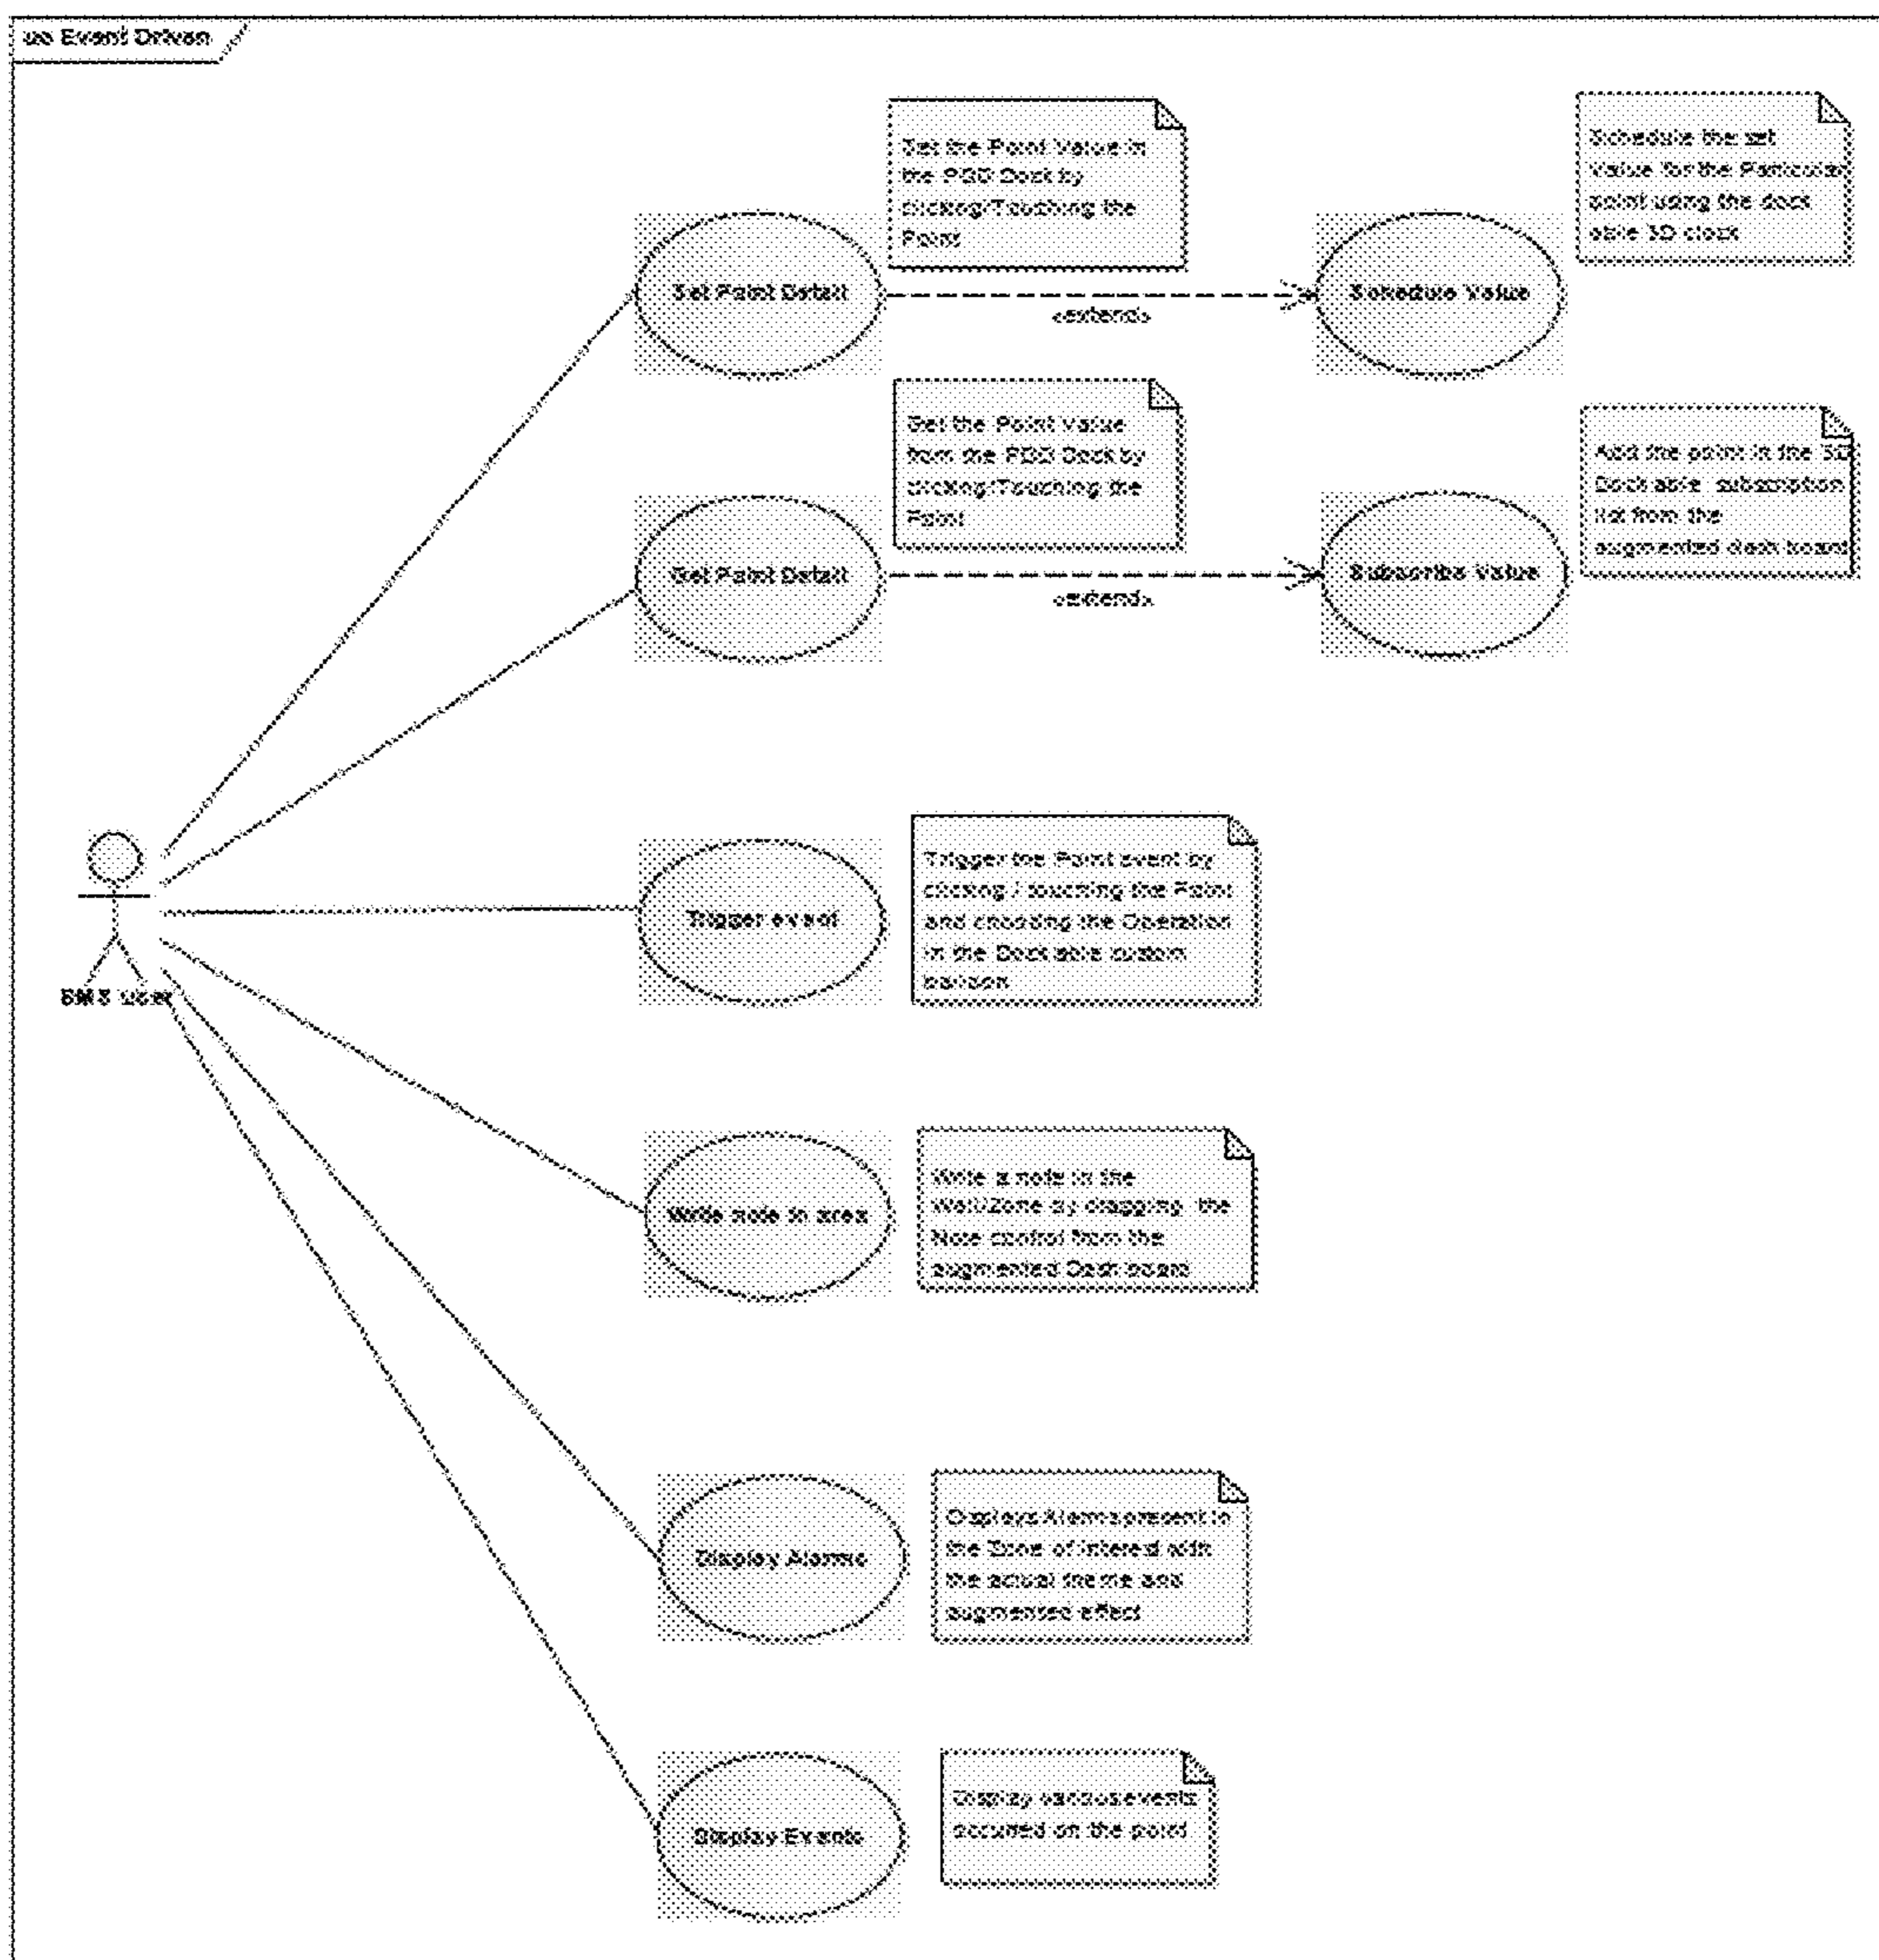 uc Event Driven
Set the Point Value in
the PGD Dock by
clicking/Touching the
Point
Schedule the set
Value for the Particular
point using the dock
able 3D clock
Set Point Detail
Schedule Value
«extend»
Get the Point Value
from the PGD Dock by
clicking/Touching the
Point
Add the point in the 3D
Dock able subscription
list from the
augmented dash board
Get Point Detail
Subscribe Value
«extend»
Trigger the Point event by
clicking / touching the Point
and choosing the Operation
in the Dock able custom
balloon
Trigger event
BMS user
Write a note in the
Wall/Zone by dragging the
Note control from the
augmented Dash board
Write note in area
Displays Alarms present in
the Zone of interest with
the actual theme and
augmented effect
Display Alarms
Display various events
occurred on the point
Display Events